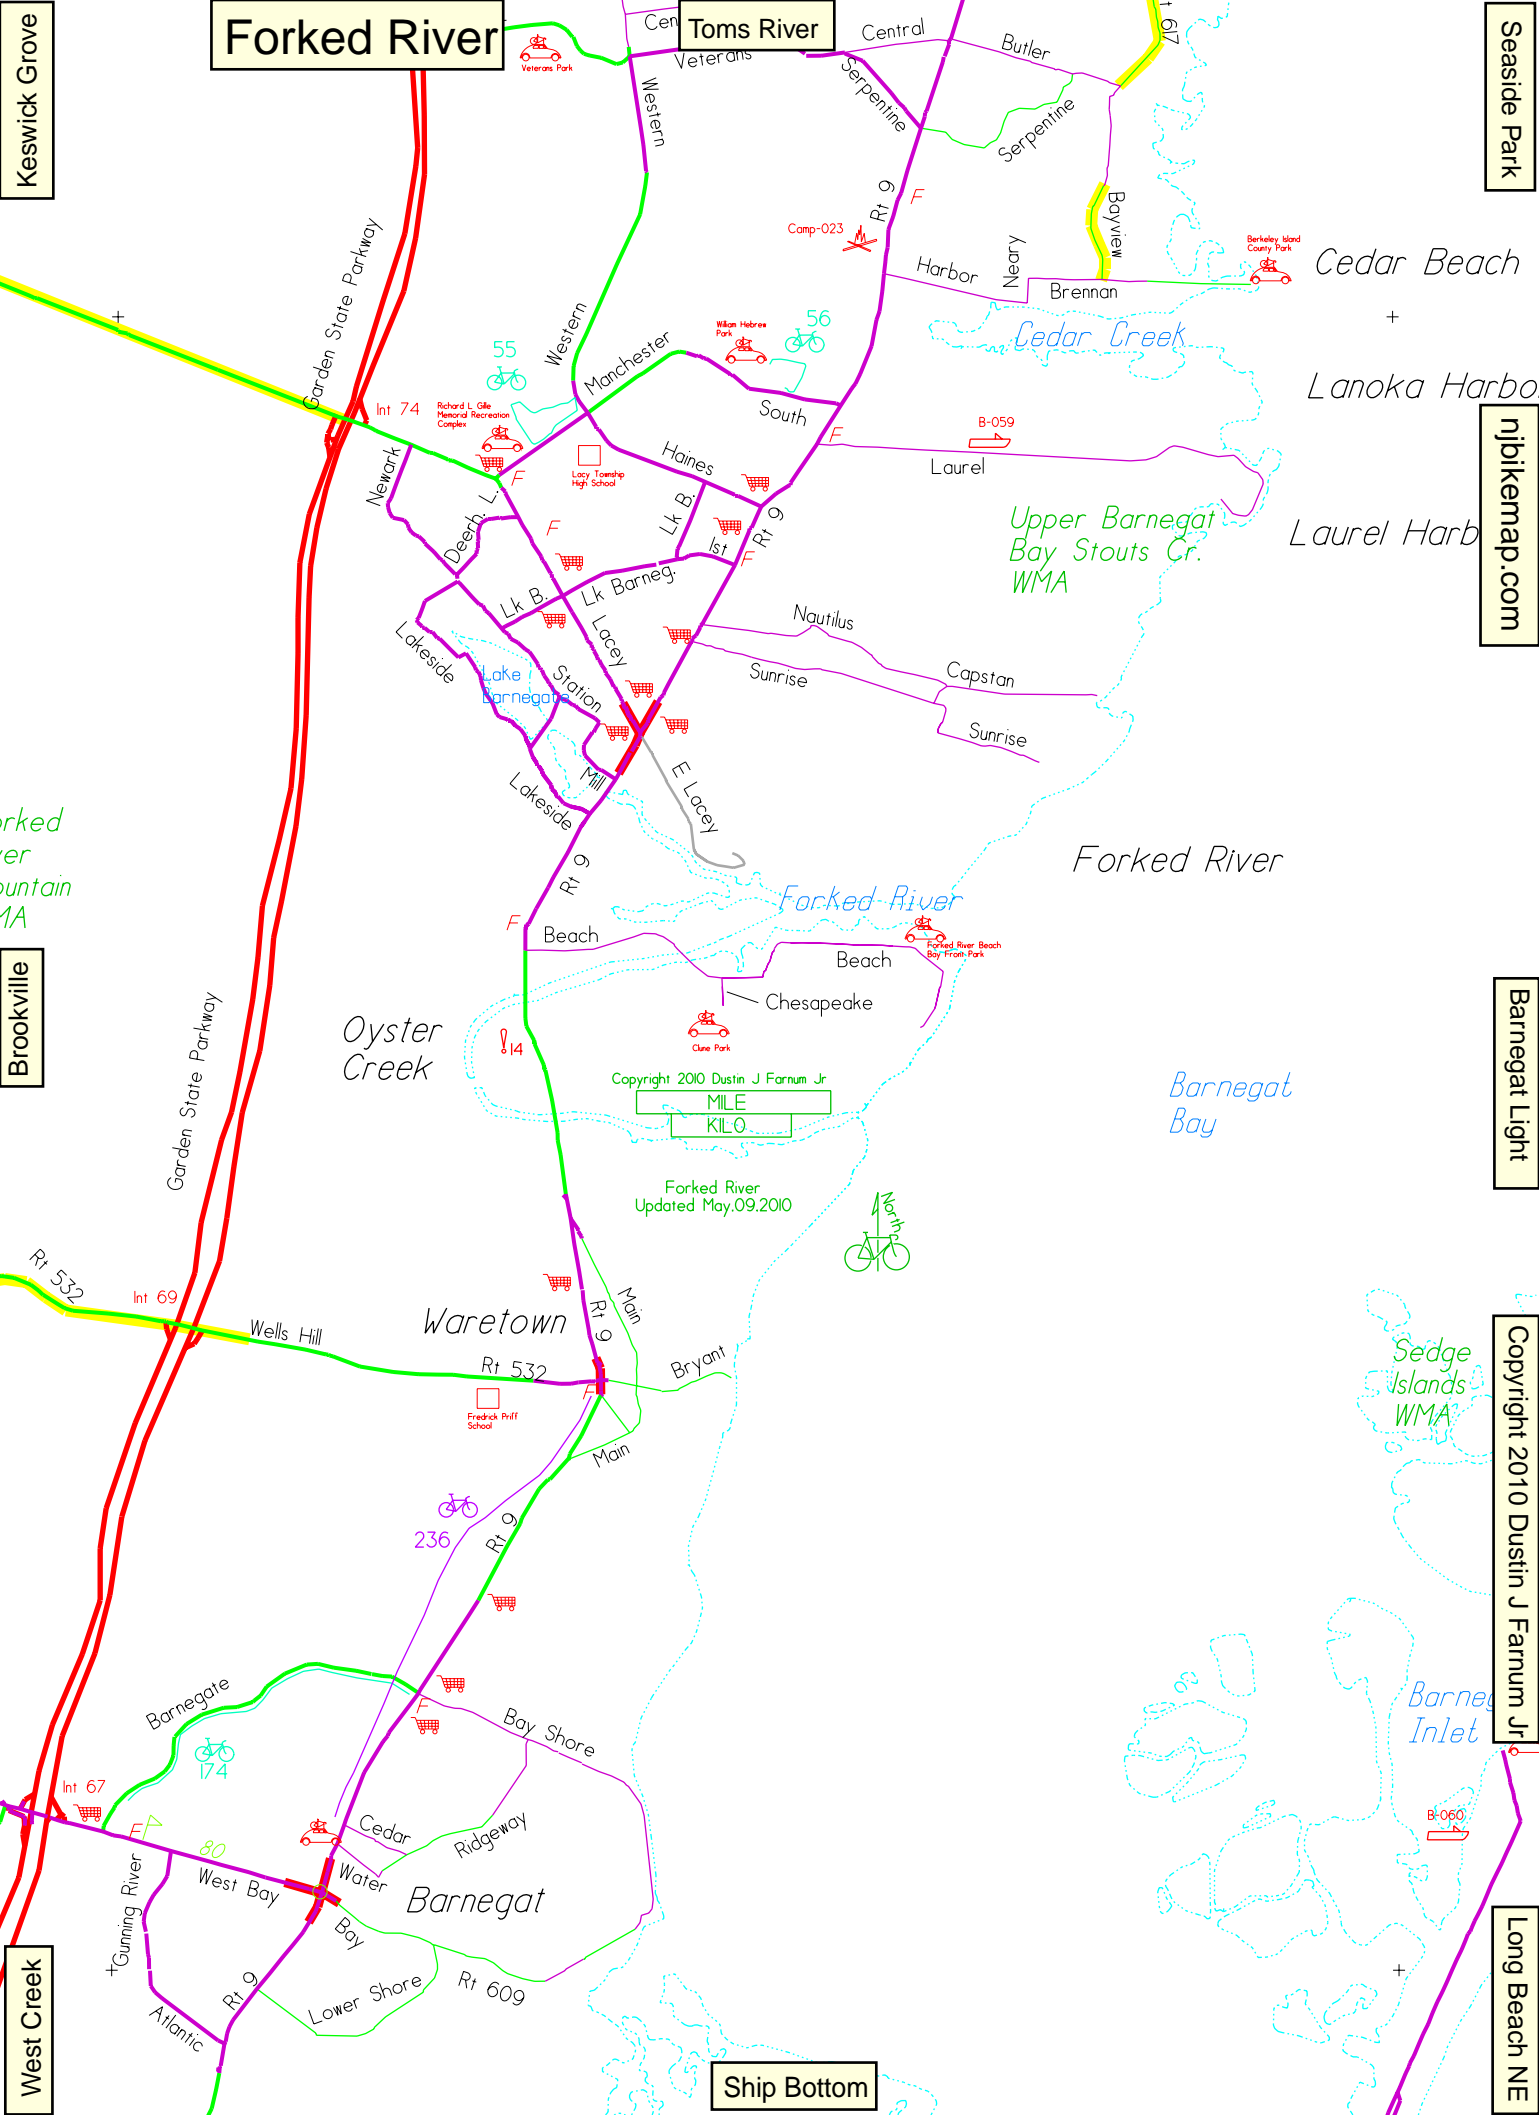 Forked River
Toms River
Keswick Grove
Seaside Park
Veterans Park
Cen
Veterans
Central
Butler
t 617
Western
Serpentine
Serpentine
Rt 9
F
Camp-023
Bayview
Harbor
Neary
Brennan
Berkeley Island
County Park
Cedar Beach
Garden State Parkway
Cedar Creek
Western
Manchester
William Hebrew
Park
56
55
Lanoka Harbo
Int 74
Richard L Gille
Memorial Recreation
Complex
South
F
B-059
Laurel
njbikemap.com
Newark
Lacy Township
High School
Haines
F
Deerh. L.
Lk B.
Rt 9
F
Ist
F
Upper Barnegat
Bay Stouts Cr.
WMA
Laurel Harb
Lk B.
Lk Barneg.
Lakeside
Lacey
Nautilus
Sunrise
Capstan
Lake
Barnegate
Station
Sunrise
Mill
E Lacey
Lakeside
orked
er
ountain
MA
Rt 9
Forked River
Forked River
F
Beach
Beach
Forked River Beach
Bay Front Park
Brookville
Chesapeake
Barnegat Light
Oyster
Creek
14
Clune Park
Garden State Parkway
Copyright 2010 Dustin J Farnum Jr
MILE
KILO
Barnegat
Bay
Forked River
Updated May.09.2010
North
Rt 532
Int 69
Wells Hill
Waretown
Rt 9
Main
Rt 532
F
Bryant
Fredrick Priff
School
Main
Sedge
Islands
WMA
Copyright 2010 Dustin J Farnum Jr
236
Rt 9
Barnegate
F
Bay Shore
174
Barneg
Inlet
6
Int 67
F
80
Cedar
Ridgeway
B-060
Gunning River
West Bay
Water
Barnegat
Bay
Rt 9
Lower Shore
Rt 609
Atlantic
West Creek
Ship Bottom
Long Beach NE